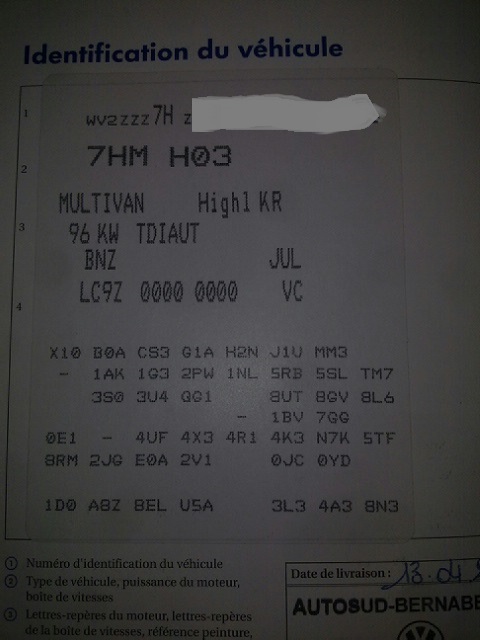 Identification du véhicule
1
WV2ZZZ7H Z
2
7HM H03
MULTIVAN Highl KR
3
96 KW TDIAUT
BNZ JUL
LC9Z 0000 0000 VC
4
X10 B0A CS3 G1A H2N J1U MM3
- 1AK 1G3 2PW 1NL 5RB 5SL TM7
3S0 3U4 GG1 8UT 8GV 8L6
- 1BV 7GG
0E1 - 4UF 4X3 4R1 4K3 N7K 5TF
8RM 2JG E0A 2V1 0JC 0YD
1D0 A8Z 8EL U5A 3L3 4A3 8N3
① Numéro d'identification du véhicule
② Type de véhicule, puissance du moteur,
boîte de vitesses
③ Lettres-repères du moteur, lettres-repères
de la boîte de vitesses, référence peinture,
Date de livraison :
AUTOSUD-BERNABE